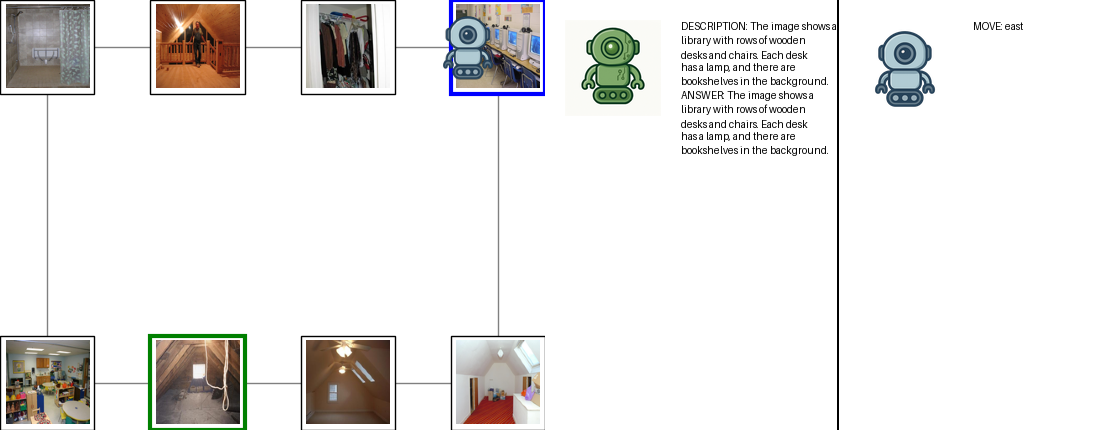 DESCRIPTION: The image shows a
library with rows of wooden
desks and chairs. Each desk
has a lamp, and there are
bookshelves in the background.
ANSWER: The image shows a
library with rows of wooden
desks and chairs. Each desk
has a lamp, and there are
bookshelves in the background.
MOVE: east